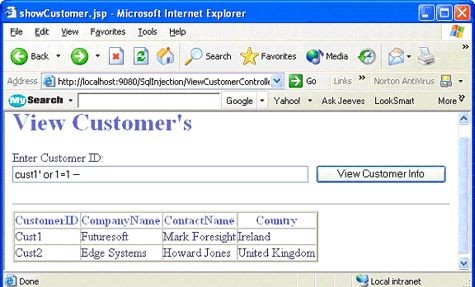 showCustomer.jsp - Microsoft Internet Explorer
File Edit View Favorites Tools Help
Back Search Favorites Media
Address http://localhost:9080/SqlInjection/ViewCustomerControlle Go Links » Norton AntiVirus
My Search Google Yahoo! Ask Jeeves LookSmart More »
View Customer's
Enter Customer ID:
cust1' or 1=1 -- View Customer Info
CustomerID CompanyName ContactName Country
Cust1 Futuresoft Mark Foresight Ireland
Cust2 Edge Systems Howard Jones United Kingdom
Done Local intranet